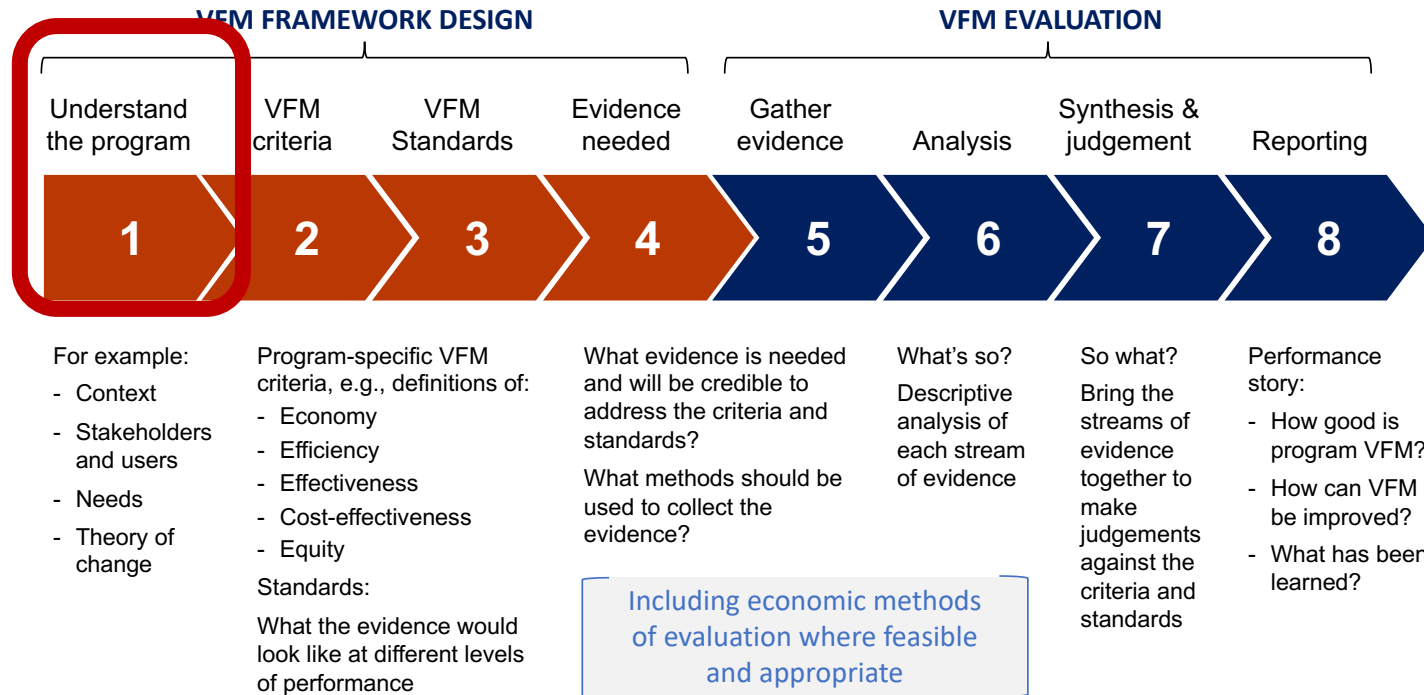 VFM FRAMEWORK DESIGN
VFM EVALUATION
Understand
the program
VFM
criteria
VFM
Standards
Evidence
needed
Gather
evidence
Analysis
Synthesis &
judgement
Reporting
1
2
3
4
5
6
7
8
For example:
- Context
- Stakeholders
and users
- Needs
- Theory of
change
Program-specific VFM
criteria, e.g., definitions of:
- Economy
- Efficiency
- Effectiveness
- Cost-effectiveness
- Equity
Standards:
What the evidence would
look like at different levels
of performance
What evidence is needed
and will be credible to
address the criteria and
standards?
What methods should be
used to collect the
evidence?
Including economic methods
of evaluation where feasible
and appropriate
What’s so?
Descriptive
analysis of
each stream
of evidence
So what?
Bring the
streams of
evidence
together to
make
judgements
against the
criteria and
standards
Performance
story:
- How good is
program VFM?
- How can VFM
be improved?
- What has been
learned?